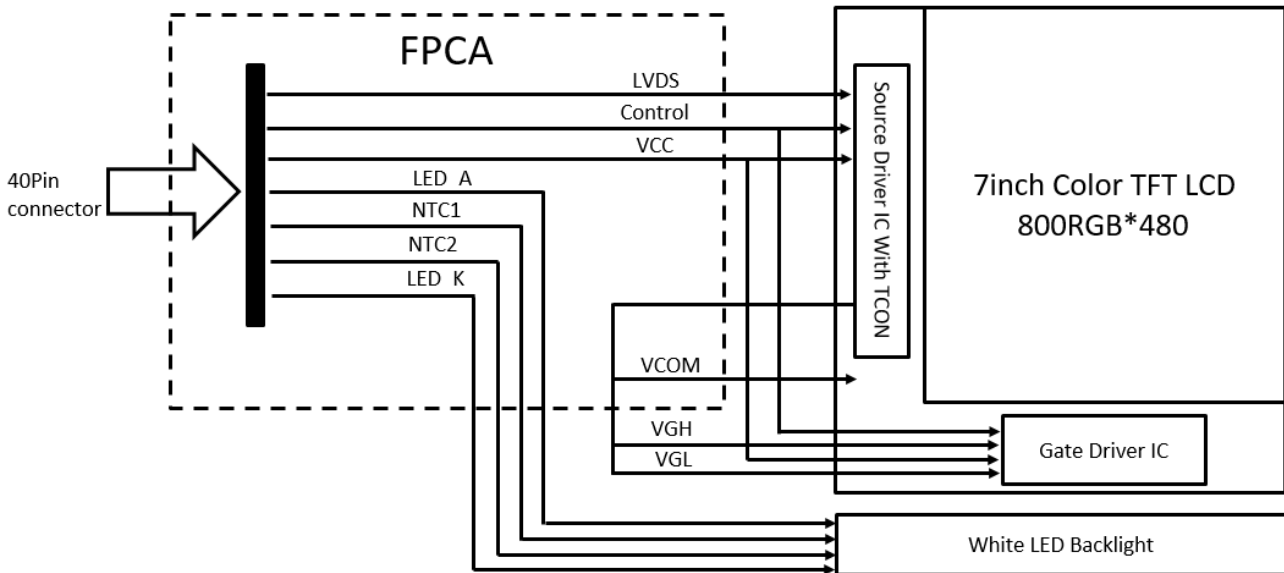 FPCA
LVDS
Control
VCC
LED A
NTC1
NTC2
LED K
40Pin
connector
Source Driver IC With TCON
7inch Color TFT LCD
800RGB*480
VCOM
VGH
VGL
Gate Driver IC
White LED Backlight